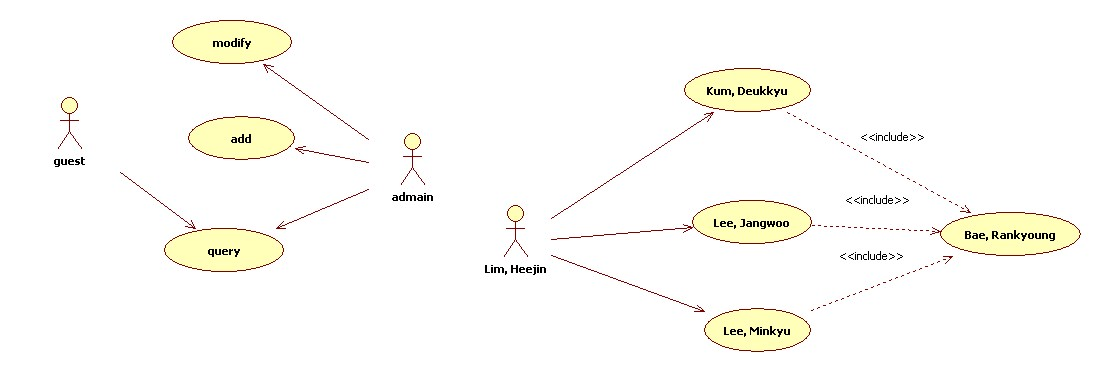 modify
guest
add
admain
query
Kum, Deukkyu
<<include>>
Lee, Jangwoo
<<include>>
Bae, Rankyoung
Lim, Heejin
<<include>>
Lee, Minkyu